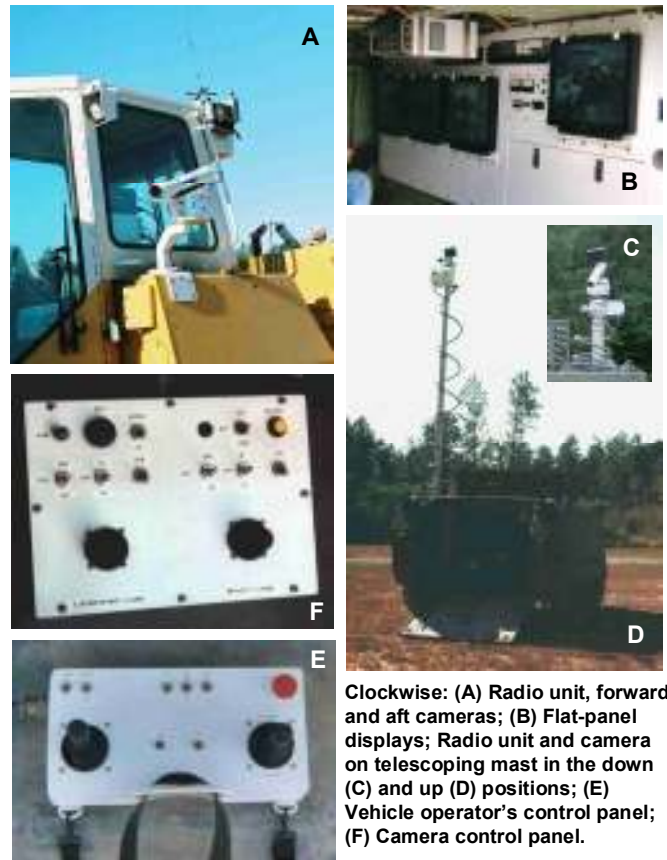 A
B
C
D
F
E
Clockwise: (A) Radio unit, forward
and aft cameras; (B) Flat-panel
displays; Radio unit and camera
on telescoping mast in the down
(C) and up (D) positions; (E)
Vehicle operator's control panel;
(F) Camera control panel.